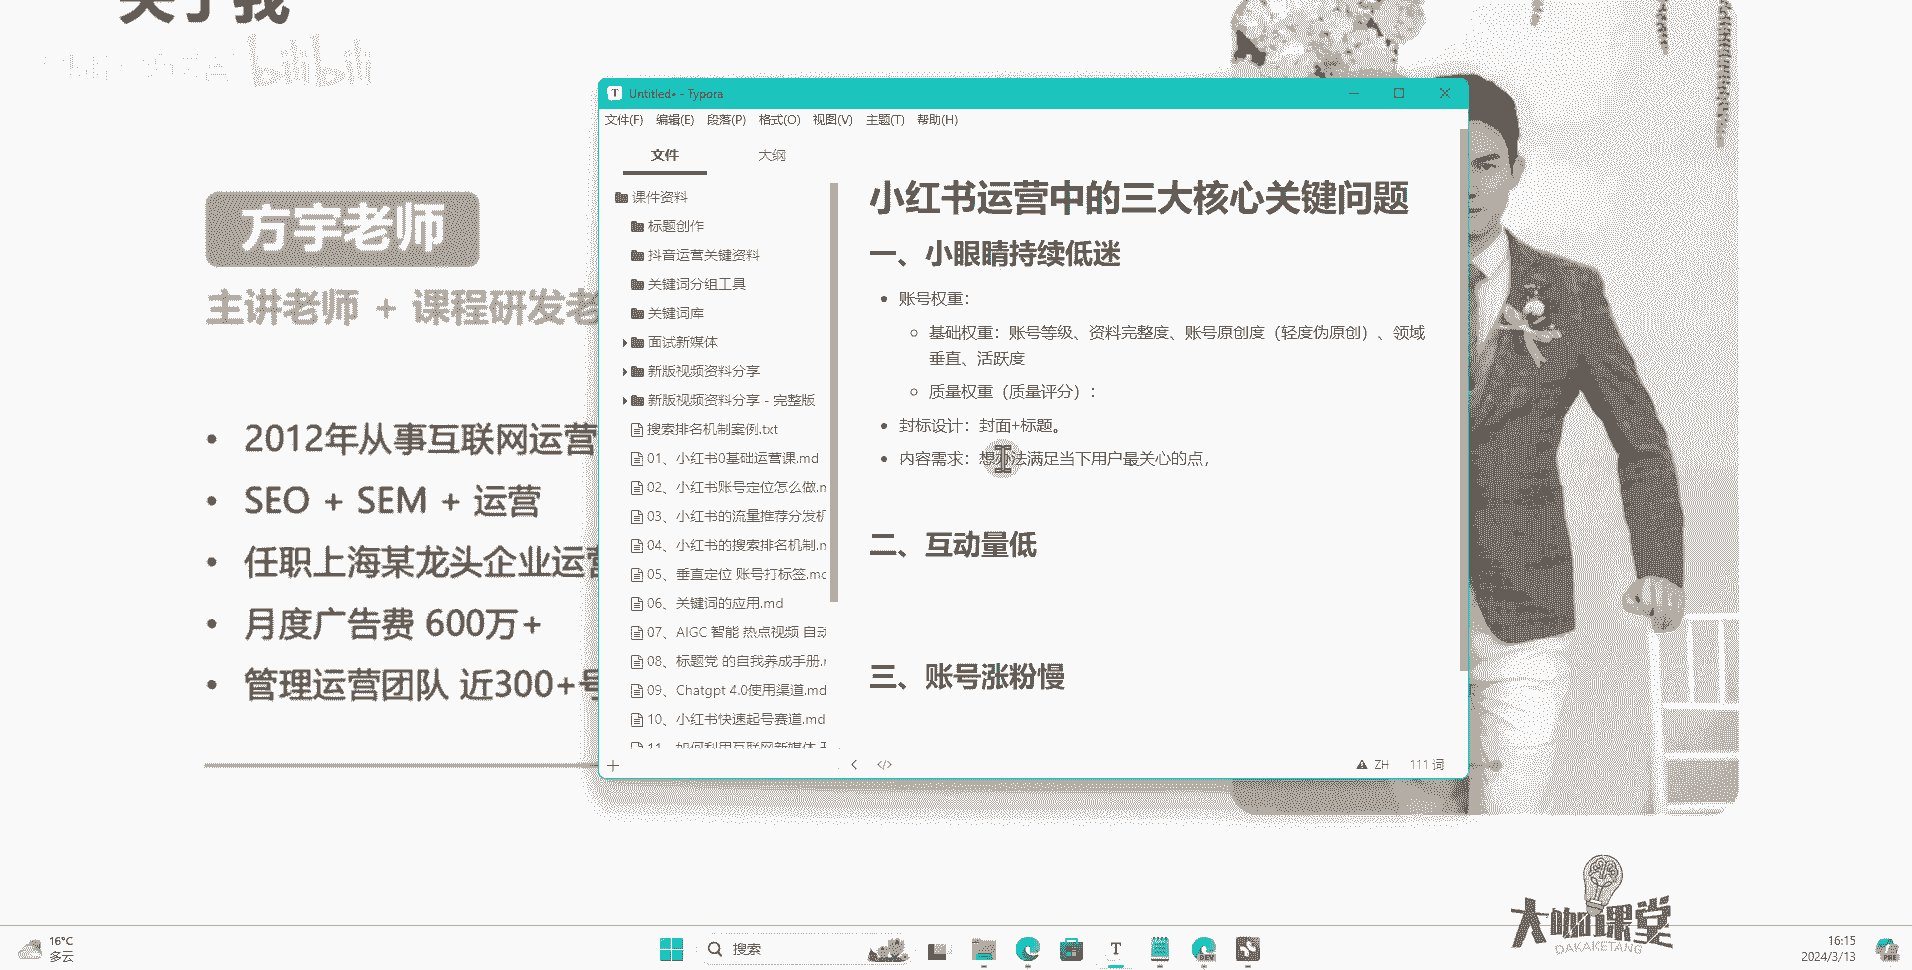 关于我
bilibili
方宇老师
主讲老师 + 课程研发老
• 2012年从事互联网运营
• SEO + SEM + 运营
• 任职上海某龙头企业运营
• 月度广告费 600万+
• 管理运营团队 近300+号
Untitled• - Typora
文件(F) 编辑(E) 段落(P) 格式(O) 视图(V) 主题(T) 帮助(H)
文件 大纲
课件资料
标题创作
抖音运营关键资料
关键词分组工具
关键词库
面试新媒体
新版视频资料分享
新版视频资料分享 - 完整版
搜索排名机制案例.txt
01、小红书0基础运营课.md
02、小红书账号定位怎么做.m
03、小红书的流量推荐分发机
04、小红书的搜索排名机制.m
05、垂直定位 账号打标签.mc
06、关键词的应用.md
07、AIGC 智能 热点视频 自动
08、标题党 的自我养成手册.
09、Chatgpt 4.0使用渠道.md
10、小红书快速起号赛道.md
11、如何利用互联网新媒体
小红书运营中的三大核心关键问题
一、小眼睛持续低迷
• 账号权重：
基础权重：账号等级、资料完整度、账号原创度（轻度伪原创）、领域
垂直、活跃度
质量权重（质量评分）：
• 封标设计：封面+标题。
• 内容需求：想办法满足当下用户最关心的点，
二、互动量低
三、账号涨粉慢
ZH 111 词
大咖课堂
DAKAKETANG
16°C
多云
搜索
T
DEV
16:15
2024/3/13
PRE